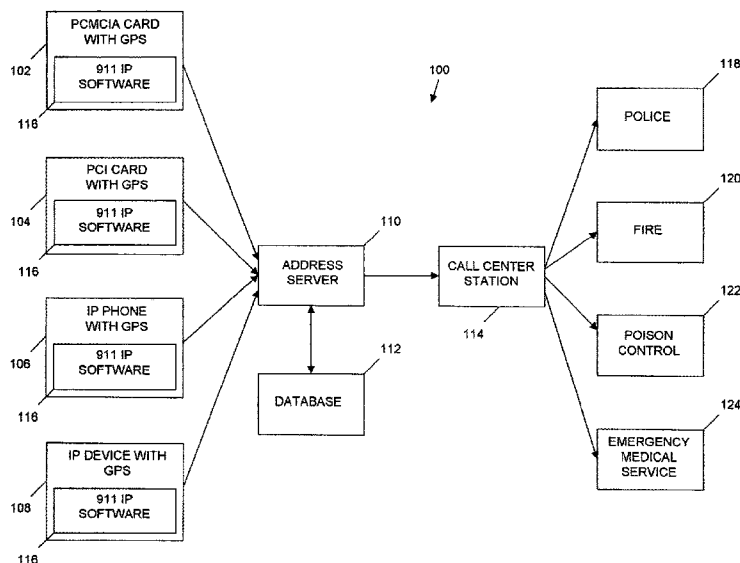 PCMCIA CARD
WITH GPS
102
911 IP
SOFTWARE
116
PCI CARD
WITH GPS
104
911 IP
SOFTWARE
116
IP PHONE
WITH GPS
106
911 IP
SOFTWARE
116
IP DEVICE WITH
GPS
108
911 IP
SOFTWARE
116
100
110
ADDRESS
SERVER
112
DATABASE
CALL CENTER
STATION
114
118
POLICE
120
FIRE
122
POISON
CONTROL
124
EMERGENCY
MEDICAL
SERVICE